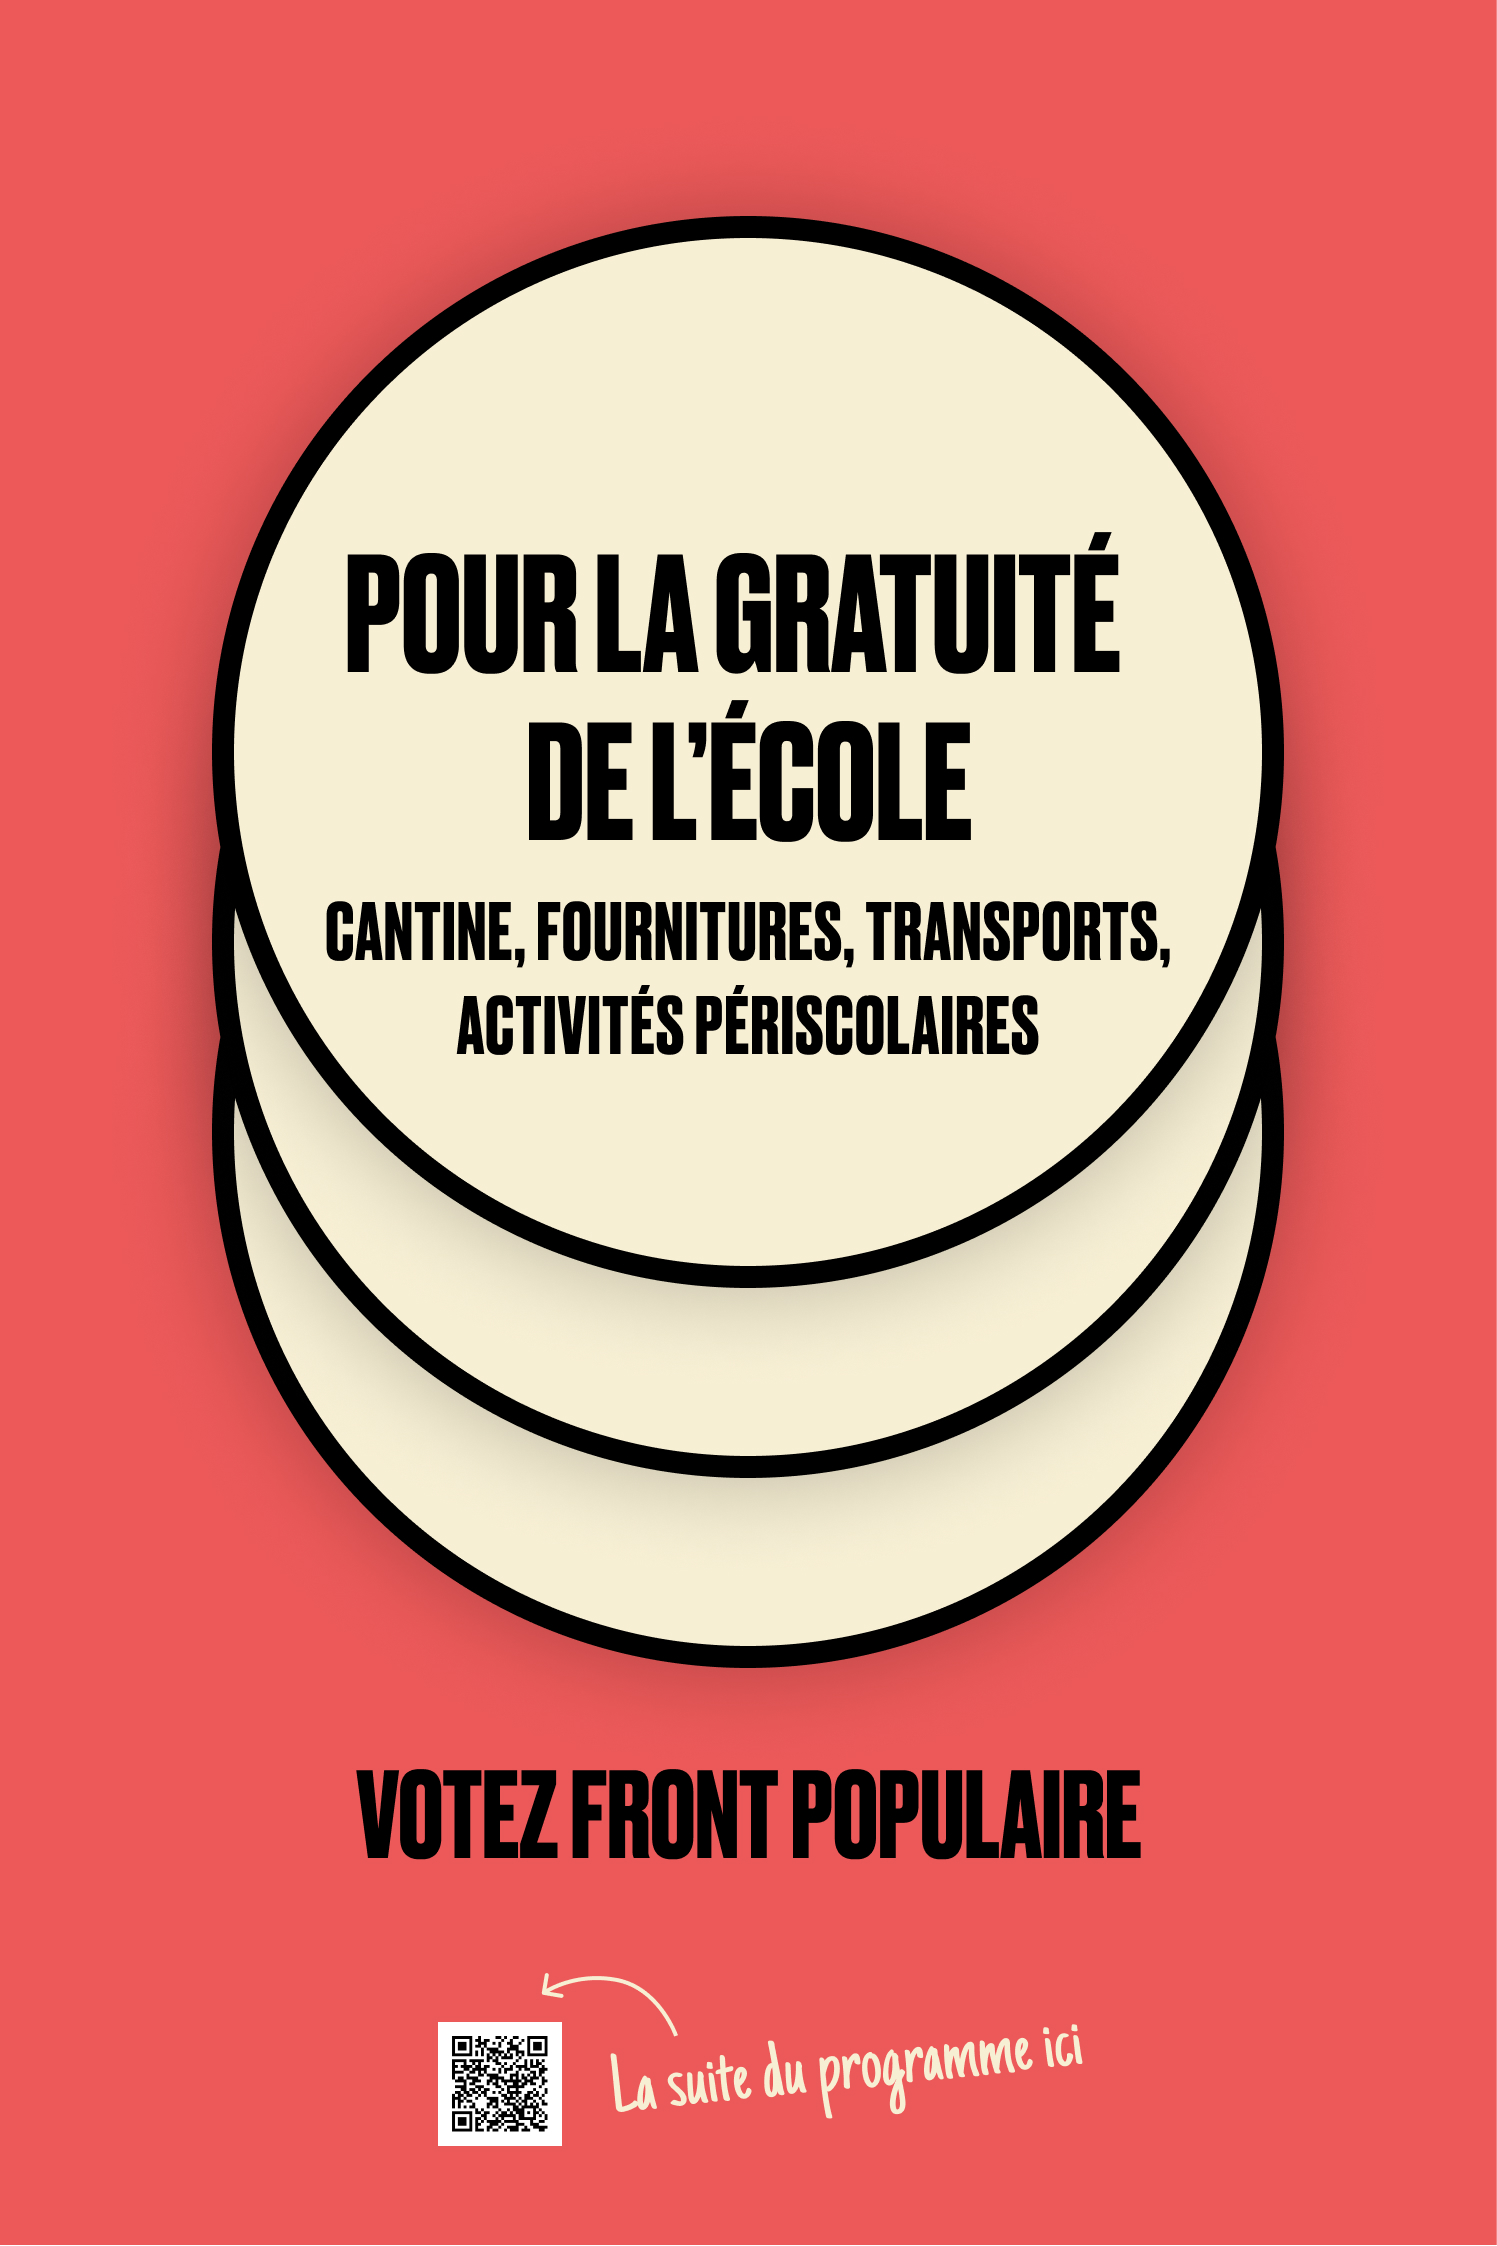 POUR LA GRATUITÉ
DE L’ÉCOLE
CANTINE, FOURNITURES, TRANSPORTS,
ACTIVITÉS PÉRISCOLAIRES
VOTEZ FRONT POPULAIRE
La suite du programme ici